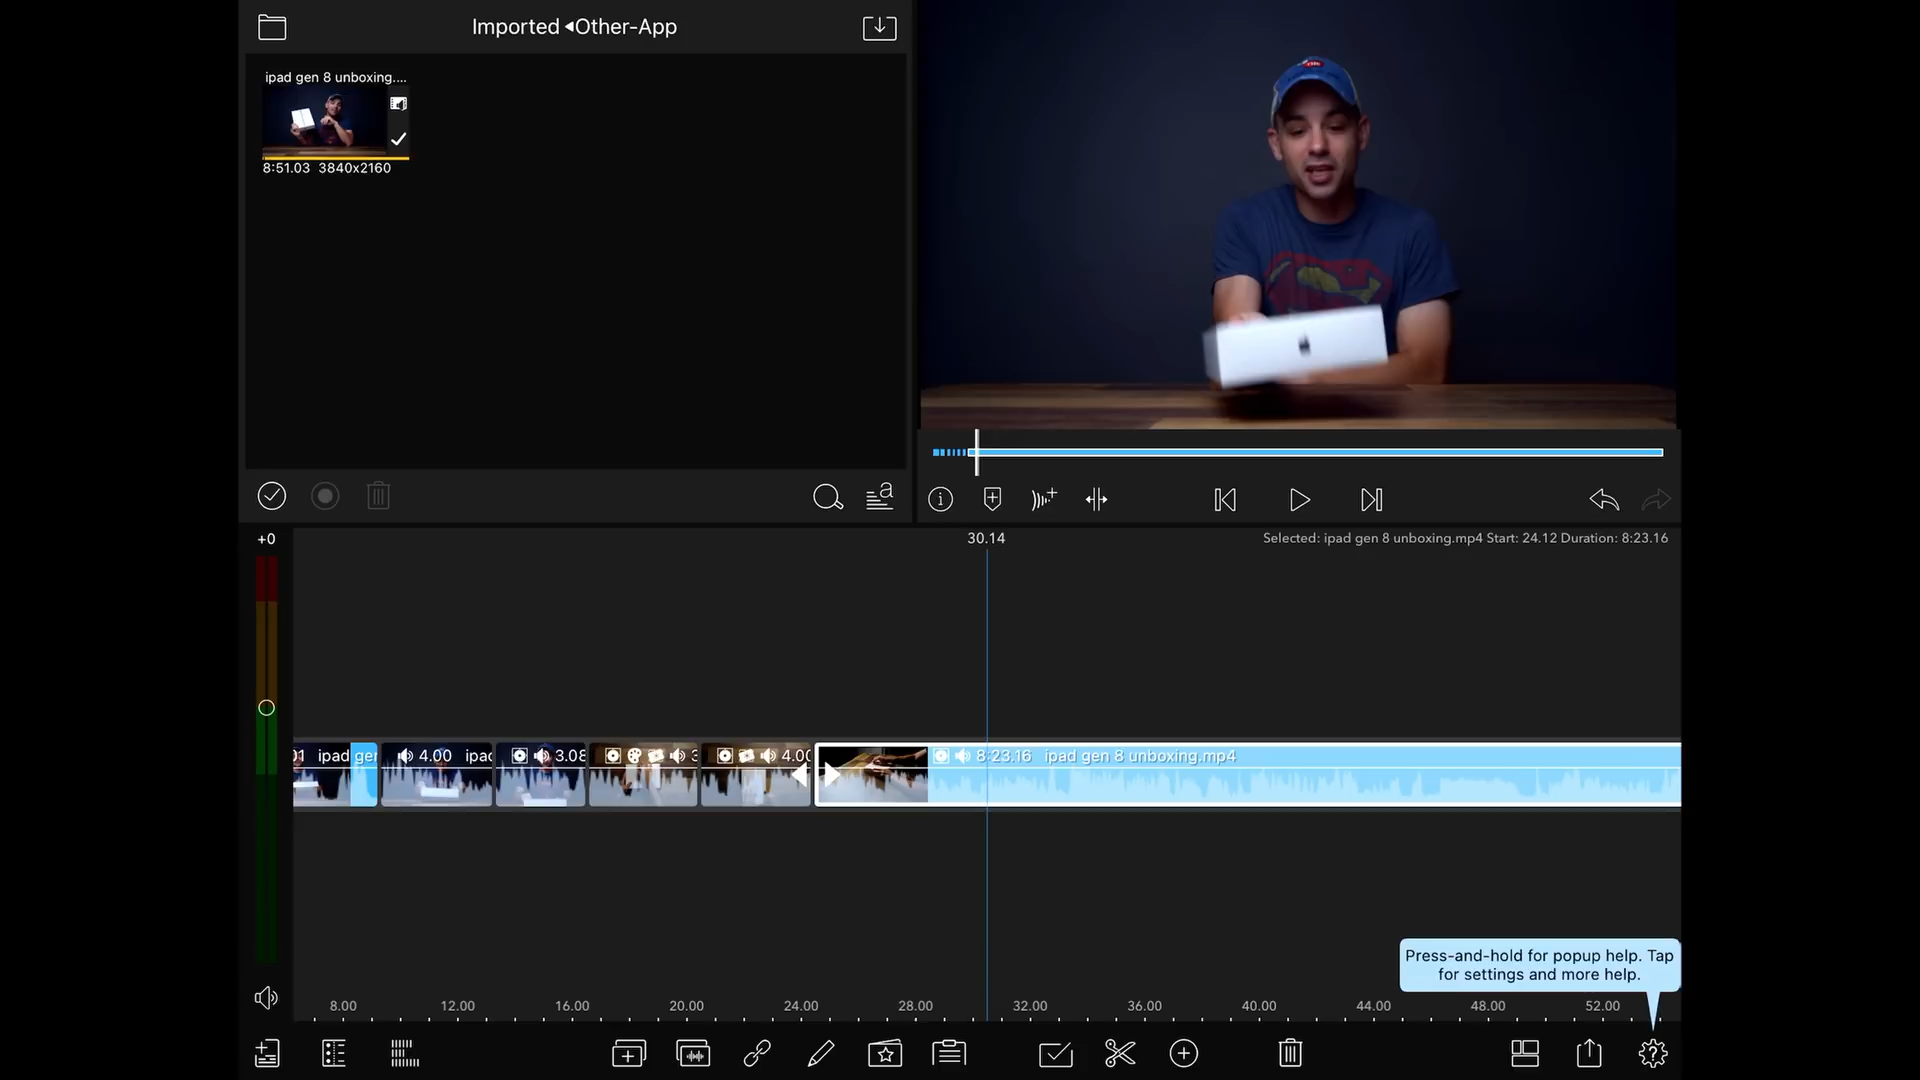 Imported ◂Other-App
ipad gen 8 unboxing....
8:51.03 3840x2160
+0
30.14
Selected: ipad gen 8 unboxing.mp4 Start: 24.12 Duration: 8:23.16
ipad ge
4.00
3.08
4.0
8:23.16 ipad gen 8 unboxing.mp4
Press-and-hold for popup help. Tap
for settings and more help.
8.00 12.00 16.00 20.00 24.00 28.00 32.00 36.00 40.00 44.00 48.00 52.00